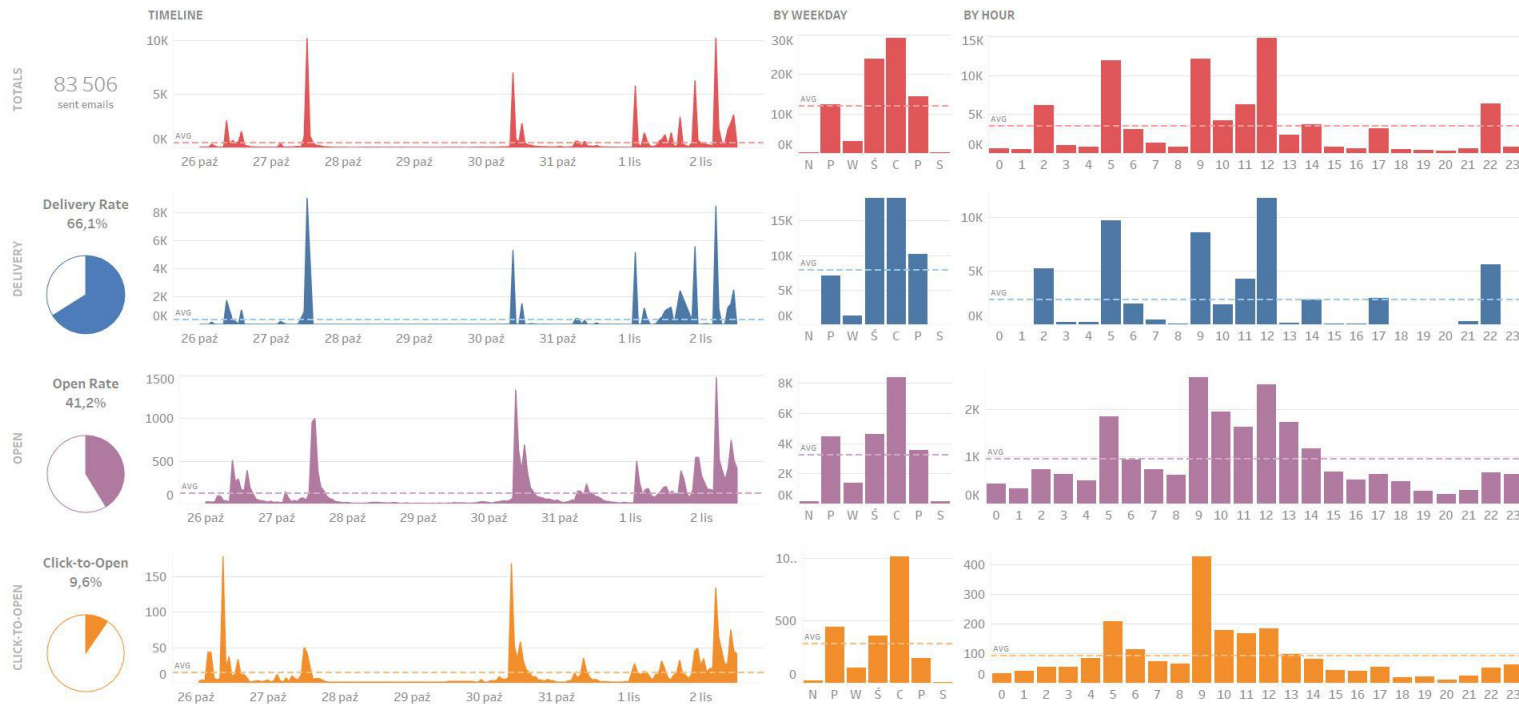 TIMELINE BY WEEKDAY BY HOUR
TOTALS
83 506
sent emails
10K
5K
0K
AVG
26 paź 27 paź 28 paź 29 paź 30 paź 31 paź 1 lis 2 lis
30K
20K
10K
0K
AVG
N P W Ś C P S
15K
10K
5K
0K
AVG
0 1 2 3 4 5 6 7 8 9 10 11 12 13 14 15 16 17 18 19 20 21 22 23
DELIVERY
Delivery Rate
66,1%
8K
6K
4K
2K
0K
AVG
26 paź 27 paź 28 paź 29 paź 30 paź 31 paź 1 lis 2 lis
15K
10K
5K
0K
AVG
N P W Ś C P S
10K
5K
0K
AVG
0 1 2 3 4 5 6 7 8 9 10 11 12 13 14 15 16 17 18 19 20 21 22 23
OPEN
Open Rate
41,2%
1500
1000
500
0
AVG
26 paź 27 paź 28 paź 29 paź 30 paź 31 paź 1 lis 2 lis
8K
6K
4K
2K
0K
AVG
N P W Ś C P S
2K
1K
0K
AVG
0 1 2 3 4 5 6 7 8 9 10 11 12 13 14 15 16 17 18 19 20 21 22 23
CLICK-TO-OPEN
Click-to-Open
9,6%
150
100
50
0
AVG
26 paź 27 paź 28 paź 29 paź 30 paź 31 paź 1 lis 2 lis
10..
500
0
AVG
N P W Ś C P S
400
300
200
100
0
AVG
0 1 2 3 4 5 6 7 8 9 10 11 12 13 14 15 16 17 18 19 20 21 22 23